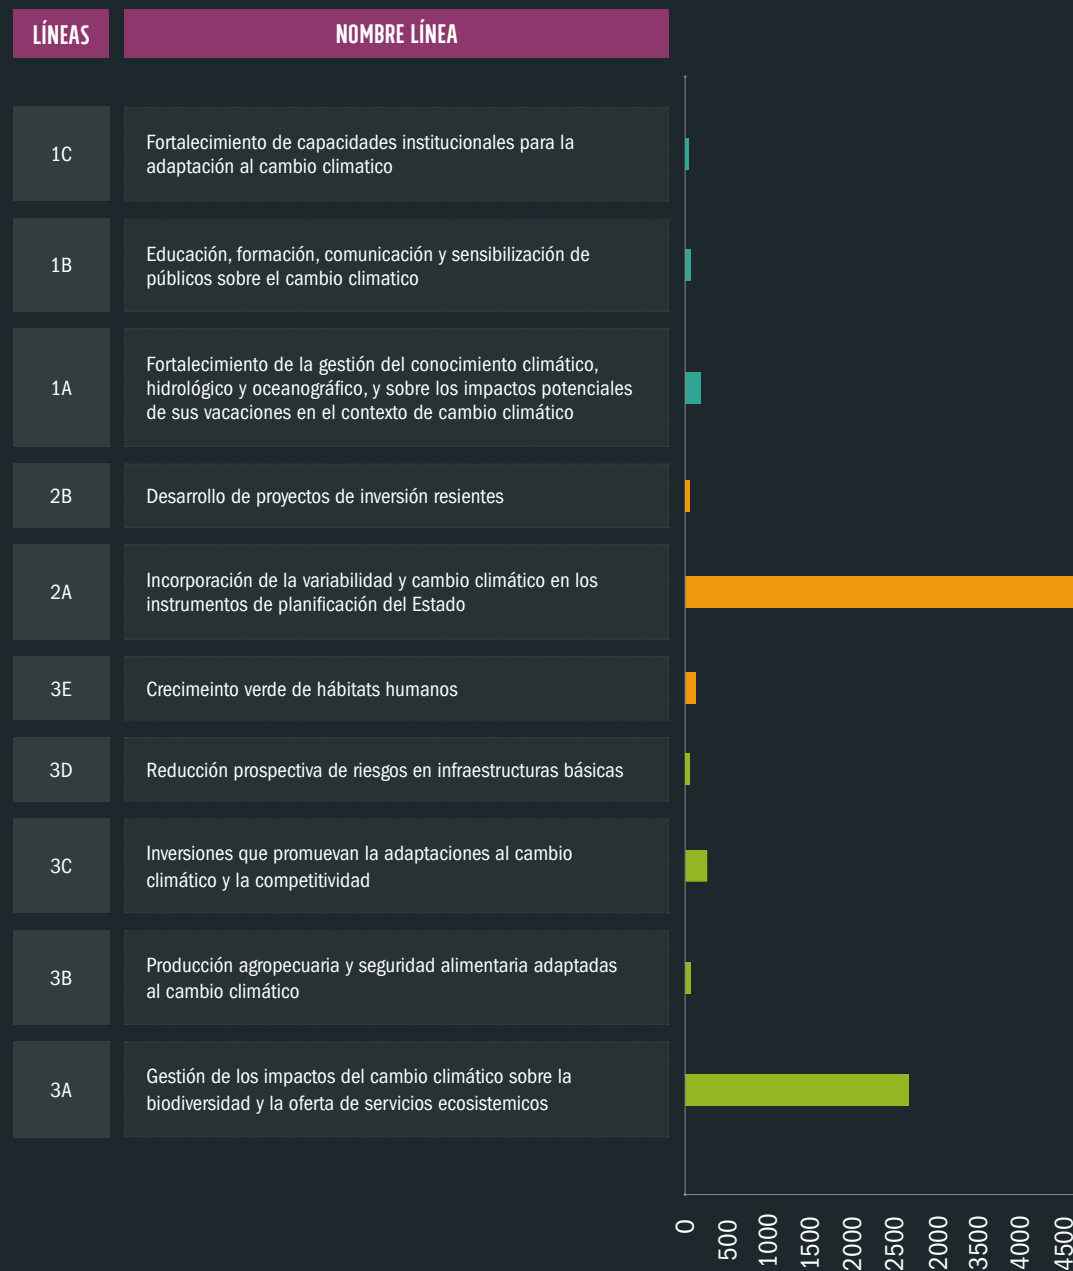 LÍNEAS
NOMBRE LÍNEA
1C
Fortalecimiento de capacidades institucionales para la
adaptación al cambio climatico
1B
Educación, formación, comunicación y sensibilización de
públicos sobre el cambio climatico
1A
Fortalecimiento de la gestión del conocimiento climático,
hidrológico y oceanográfico, y sobre los impactos potenciales
de sus vacaciones en el contexto de cambio climático
2B
Desarrollo de proyectos de inversión resientes
2A
Incorporación de la variabilidad y cambio climático en los
instrumentos de planificación del Estado
3E
Crecimeinto verde de hábitats humanos
3D
Reducción prospectiva de riesgos en infraestructuras básicas
3C
Inversiones que promuevan la adaptaciones al cambio
climático y la competitividad
3B
Producción agropecuaria y seguridad alimentaria adaptadas
al cambio climático
3A
Gestión de los impactos del cambio climático sobre la
biodiversidad y la oferta de servicios ecosistemicos
0
500
1000
1500
2000
2500
2000
3500
4000
4500